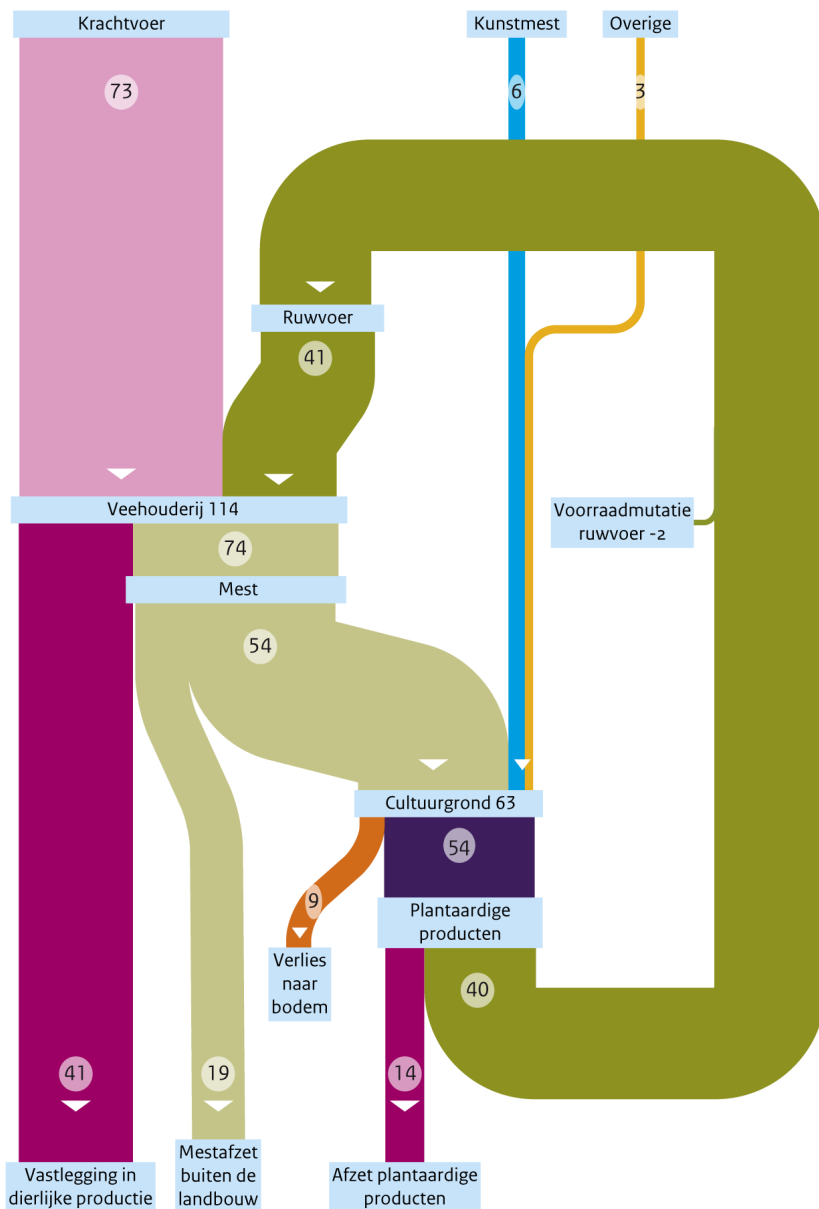 Krachtvoer
Kunstmest
Overige
73
6
3
Ruwvoer
41
Veehouderij 114
Voorraadmutatie
ruwvoer -2
74
Mest
54
Cultuurgrond 63
54
9
Plantaardige
producten
Verlies
naar
bodem
40
41
19
14
Vastlegging in
dierlijke productie
Mestafzet
buiten de
landbouw
Afzet plantaardige
producten